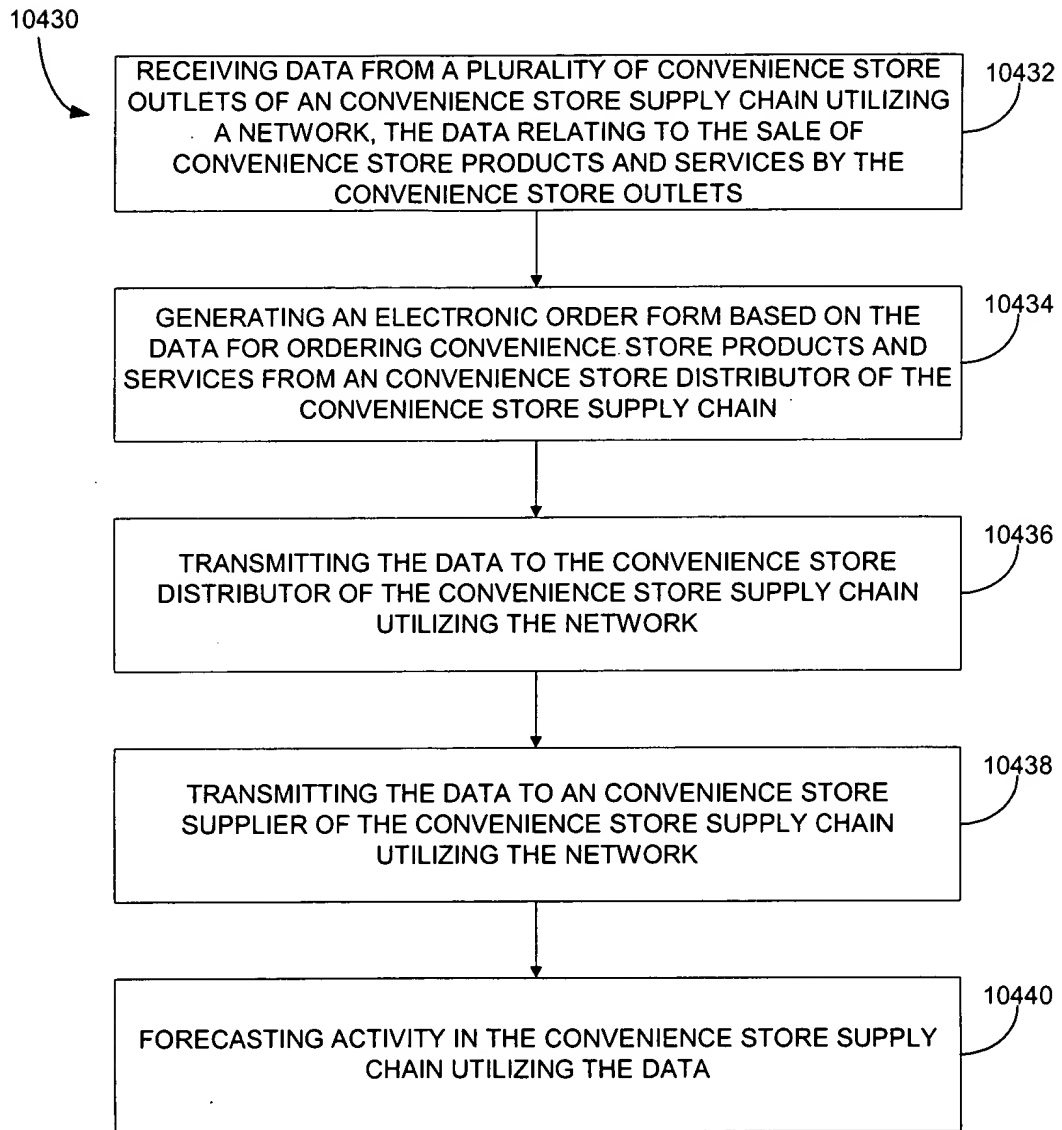 10430
RECEIVING DATA FROM A PLURALITY OF CONVENIENCE STORE
OUTLETS OF AN CONVENIENCE STORE SUPPLY CHAIN UTILIZING
A NETWORK, THE DATA RELATING TO THE SALE OF
CONVENIENCE STORE PRODUCTS AND SERVICES BY THE
CONVENIENCE STORE OUTLETS
10432
GENERATING AN ELECTRONIC ORDER FORM BASED ON THE
DATA FOR ORDERING CONVENIENCE STORE PRODUCTS AND
SERVICES FROM AN CONVENIENCE STORE DISTRIBUTOR OF THE
CONVENIENCE STORE SUPPLY CHAIN
10434
TRANSMITTING THE DATA TO THE CONVENIENCE STORE
DISTRIBUTOR OF THE CONVENIENCE STORE SUPPLY CHAIN
UTILIZING THE NETWORK
10436
TRANSMITTING THE DATA TO AN CONVENIENCE STORE
SUPPLIER OF THE CONVENIENCE STORE SUPPLY CHAIN
UTILIZING THE NETWORK
10438
FORECASTING ACTIVITY IN THE CONVENIENCE STORE SUPPLY
CHAIN UTILIZING THE DATA
10440